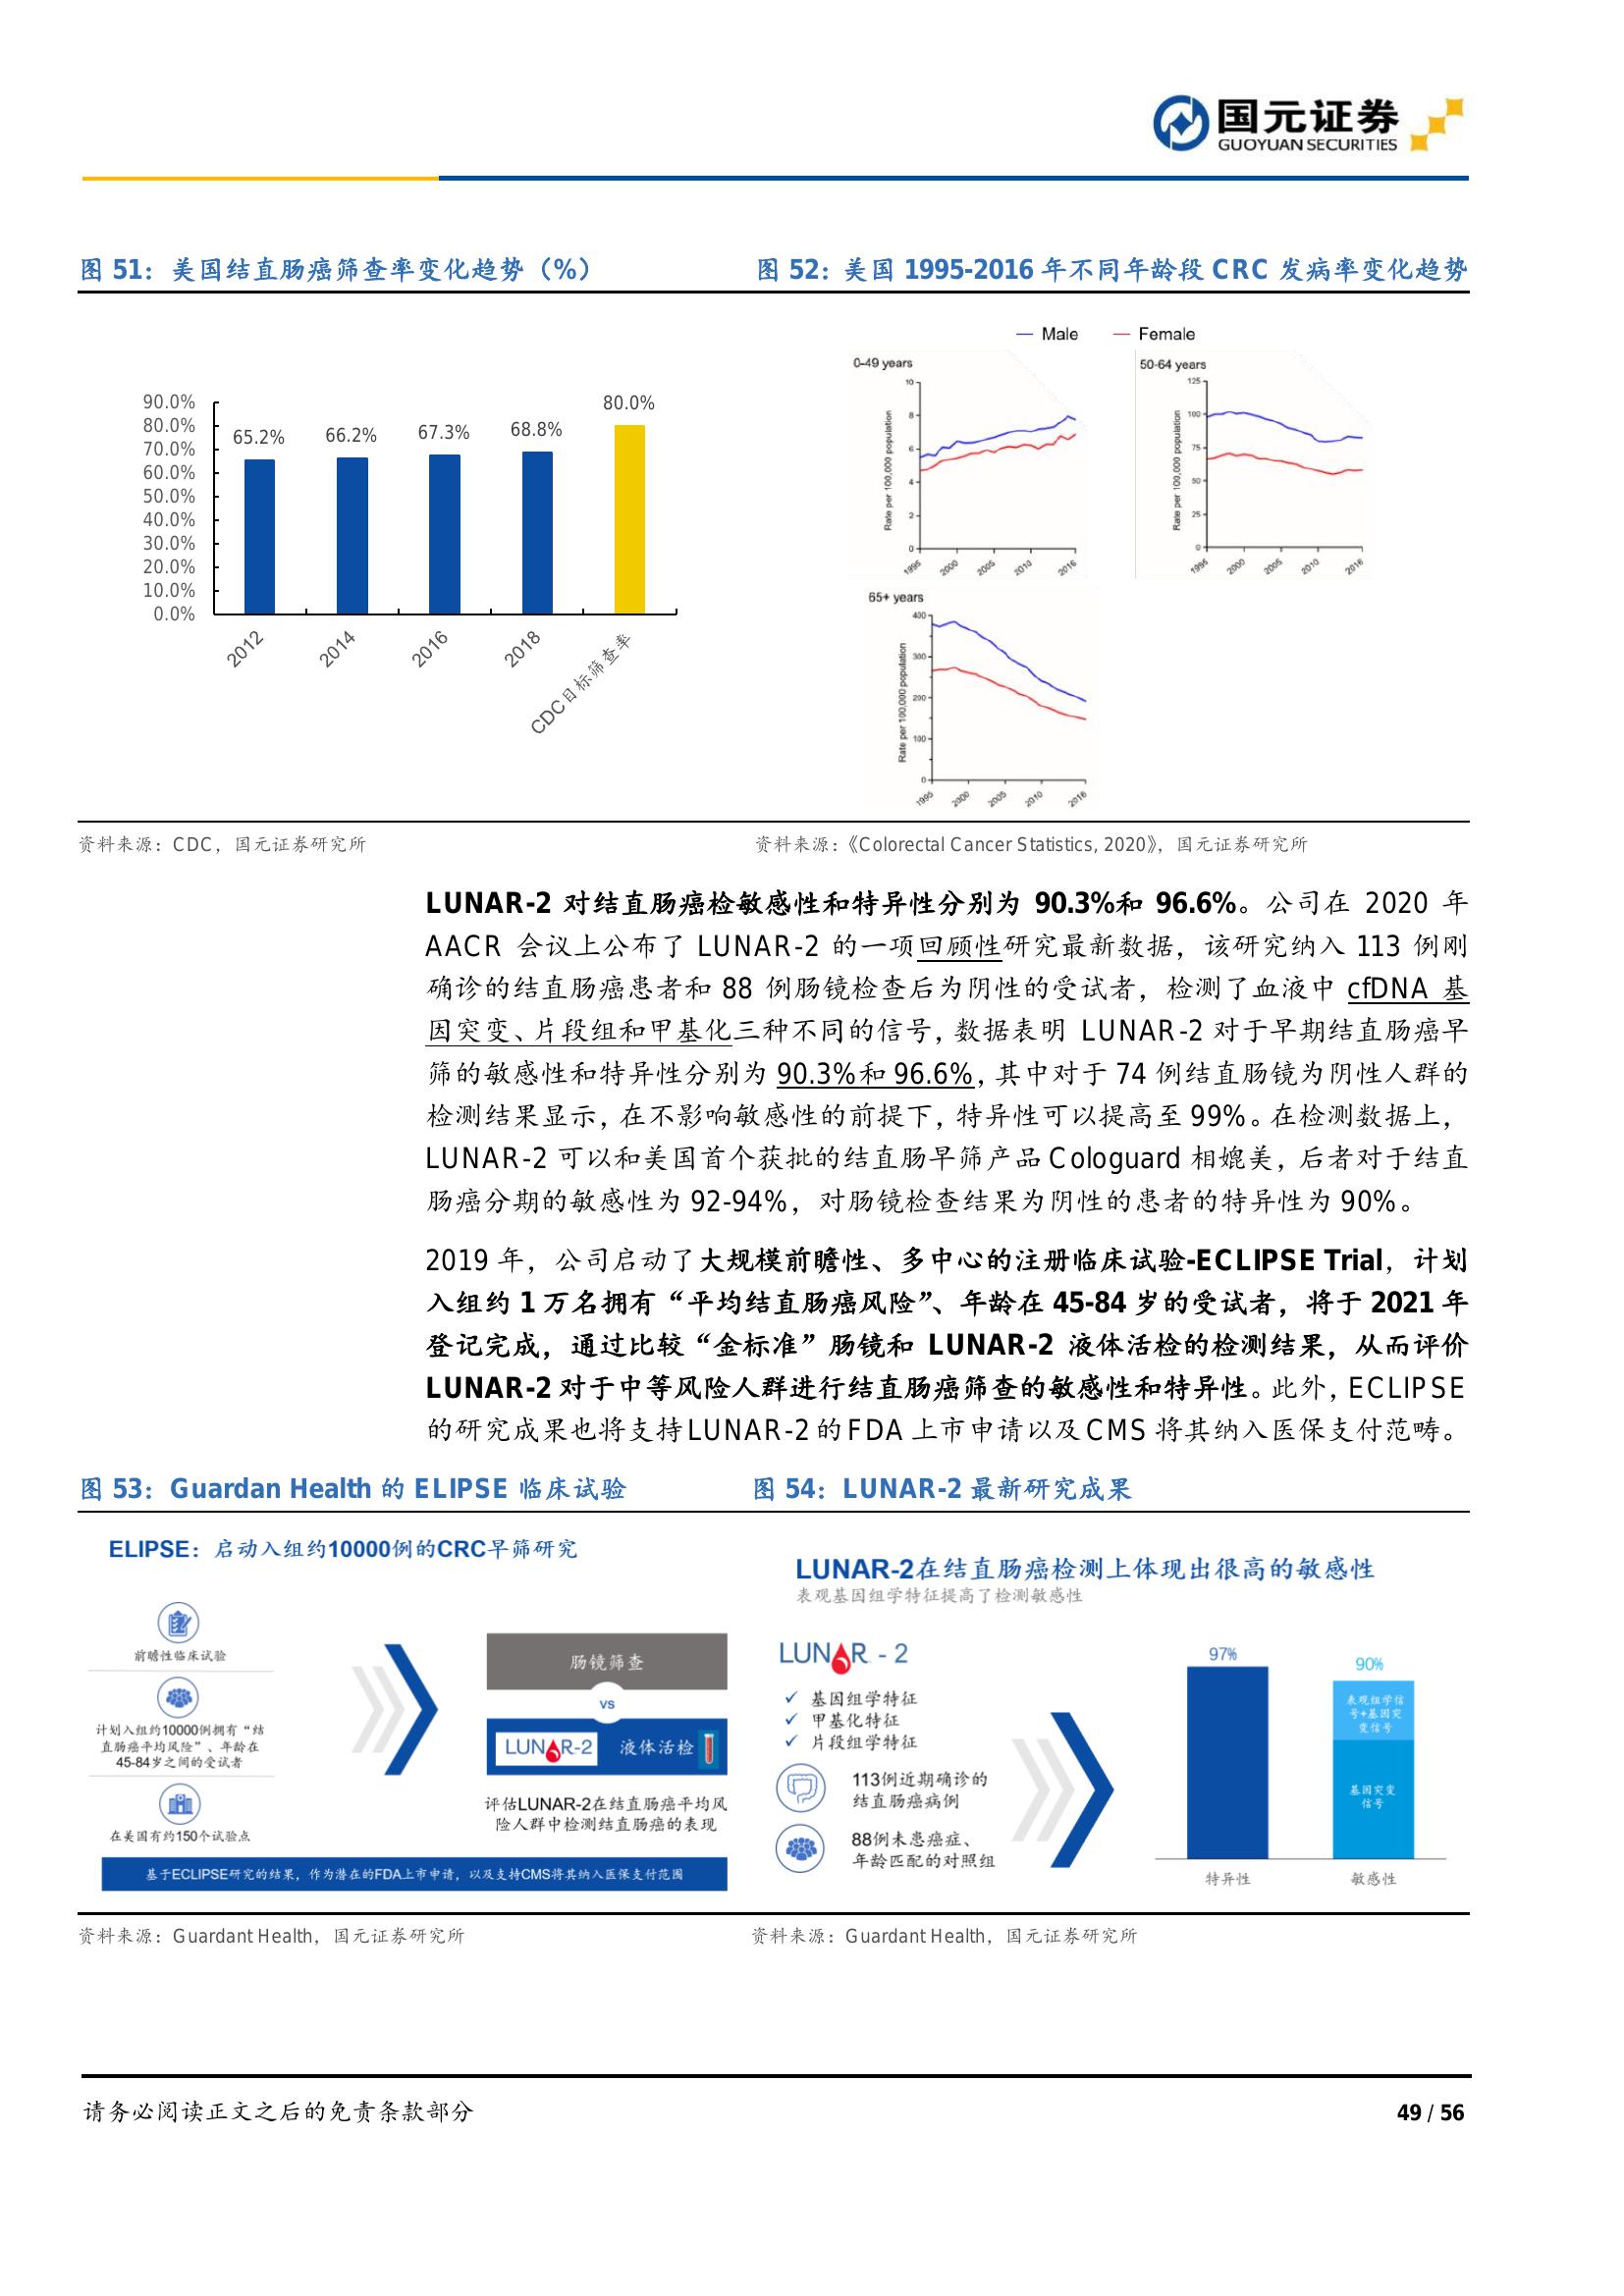 国元证券
GUOYUAN SECURITIES
图 51：美国结直肠癌筛查率变化趋势（%）
图 52：美国 1995-2016 年不同年龄段 CRC 发病率变化趋势
90.0%
80.0%
70.0%
60.0%
50.0%
40.0%
30.0%
20.0%
10.0%
0.0%
65.2%
66.2%
67.3%
68.8%
80.0%
2012
2014
2016
2018
CDC目标筛查率
Male
Female
0-49 years
Rate per 100,000 population
10
8
6
4
2
0
1995
2000
2005
2010
2016
50-64 years
Rate per 100,000 population
125
100
75
50
25
0
1995
2000
2005
2010
2016
65+ years
Rate per 100,000 population
400
300
200
100
0
1995
2000
2005
2010
2016
资料来源：CDC，国元证券研究所
资料来源：《Colorectal Cancer Statistics, 2020》，国元证券研究所
LUNAR-2 对结直肠癌检敏感性和特异性分别为 90.3%和 96.6%。公司在 2020 年
AACR 会议上公布了 LUNAR-2 的一项回顾性研究最新数据，该研究纳入 113 例刚
确诊的结直肠癌患者和 88 例肠镜检查后为阴性的受试者，检测了血液中 cfDNA 基
因突变、片段组和甲基化三种不同的信号，数据表明 LUNAR-2 对于早期结直肠癌早
筛的敏感性和特异性分别为 90.3%和 96.6%，其中对于 74 例结直肠镜为阴性人群的
检测结果显示，在不影响敏感性的前提下，特异性可以提高至 99%。在检测数据上，
LUNAR-2 可以和美国首个获批的结直肠早筛产品 Cologuard 相媲美，后者对于结直
肠癌分期的敏感性为 92-94%，对肠镜检查结果为阴性的患者的特异性为 90%。
2019 年，公司启动了大规模前瞻性、多中心的注册临床试验-ECLIPSE Trial，计划
入组约 1 万名拥有“平均结直肠癌风险”、年龄在 45-84 岁的受试者，将于 2021 年
登记完成，通过比较“金标准”肠镜和 LUNAR-2 液体活检的检测结果，从而评价
LUNAR-2 对于中等风险人群进行结直肠癌筛查的敏感性和特异性。此外，ECLIPSE
的研究成果也将支持LUNAR-2的FDA上市申请以及CMS将其纳入医保支付范畴。
图 53：Guardan Health 的 ELIPSE 临床试验
图 54：LUNAR-2 最新研究成果
ELIPSE：启动入组约10000例的CRC早筛研究
前瞻性临床试验
计划入组约10000例拥有“结
直肠癌平均风险”、年龄在
45-84岁之间的受试者
在美国有约150个试验点
肠镜筛查
vs
LUNAR-2 液体活检
评估LUNAR-2在结直肠癌平均风
险人群中检测结直肠癌的表现
基于ECLIPSE研究的结果，作为潜在的FDA上市申请，以及支持CMS将其纳入医保支付范围
LUNAR-2在结直肠癌检测上体现出很高的敏感性
表观基因组学特征提高了检测敏感性
LUNAR - 2
✓ 基因组学特征
✓ 甲基化特征
✓ 片段组学特征
113例近期确诊的
结直肠癌病例
88例未患癌症、
年龄匹配的对照组
97%
90%
表观组学信
号+基因突
变信号
基因突变
信号
特异性
敏感性
资料来源：Guardant Health，国元证券研究所
资料来源：Guardant Health，国元证券研究所
请务必阅读正文之后的免责条款部分
49 / 56